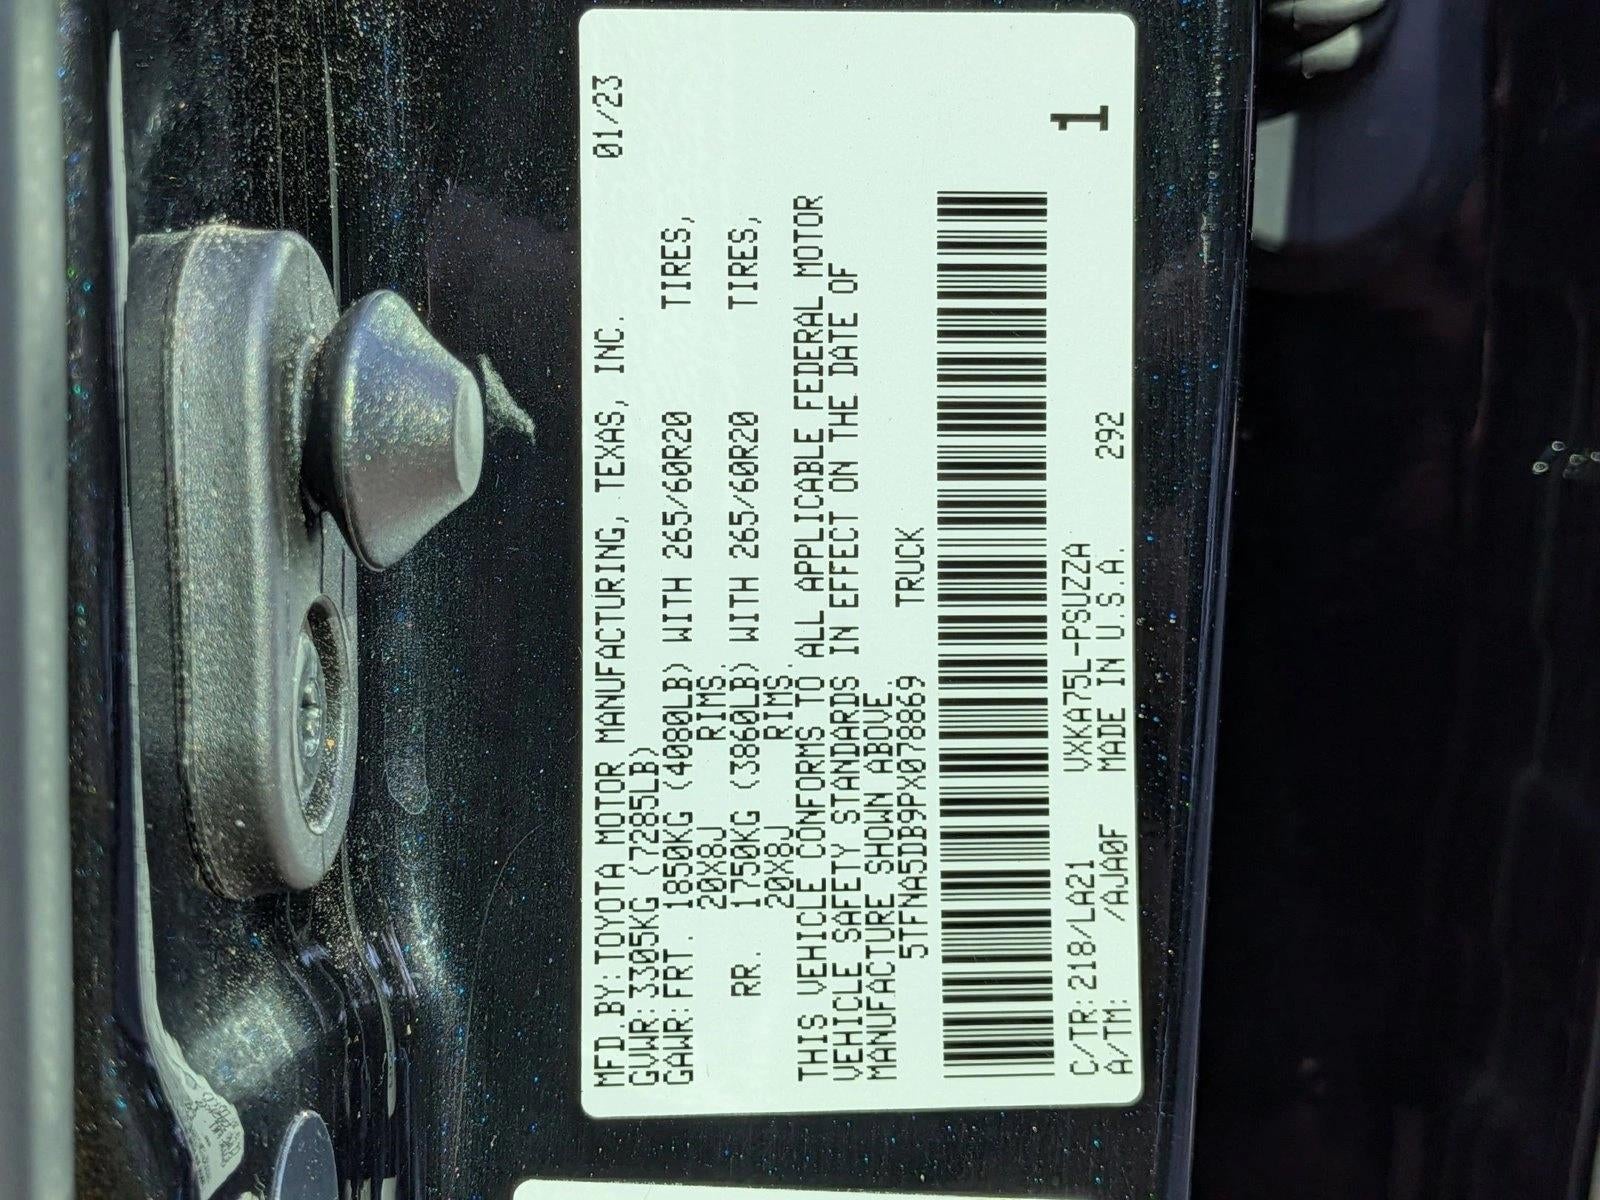 MFD.BY:TOYOTA MOTOR MANUFACTURING, TEXAS, INC. 01/23
GVWR:3305KG (7285LB)
GAWR:FRT. 1850KG (4080LB) WITH 265/60R20 TIRES,
20X8J RIMS.
RR. 1750KG (3860LB) WITH 265/60R20 TIRES,
20X8J RIMS.
THIS VEHICLE CONFORMS TO ALL APPLICABLE FEDERAL MOTOR
VEHICLE SAFETY STANDARDS IN EFFECT ON THE DATE OF
MANUFACTURE SHOWN ABOVE.
5TFNA5DB9PX078869 TRUCK
C/TR:218/LA21 VXKA75L-PSUZZA 1
A/TM: /AJA0F MADE IN U.S.A. 292